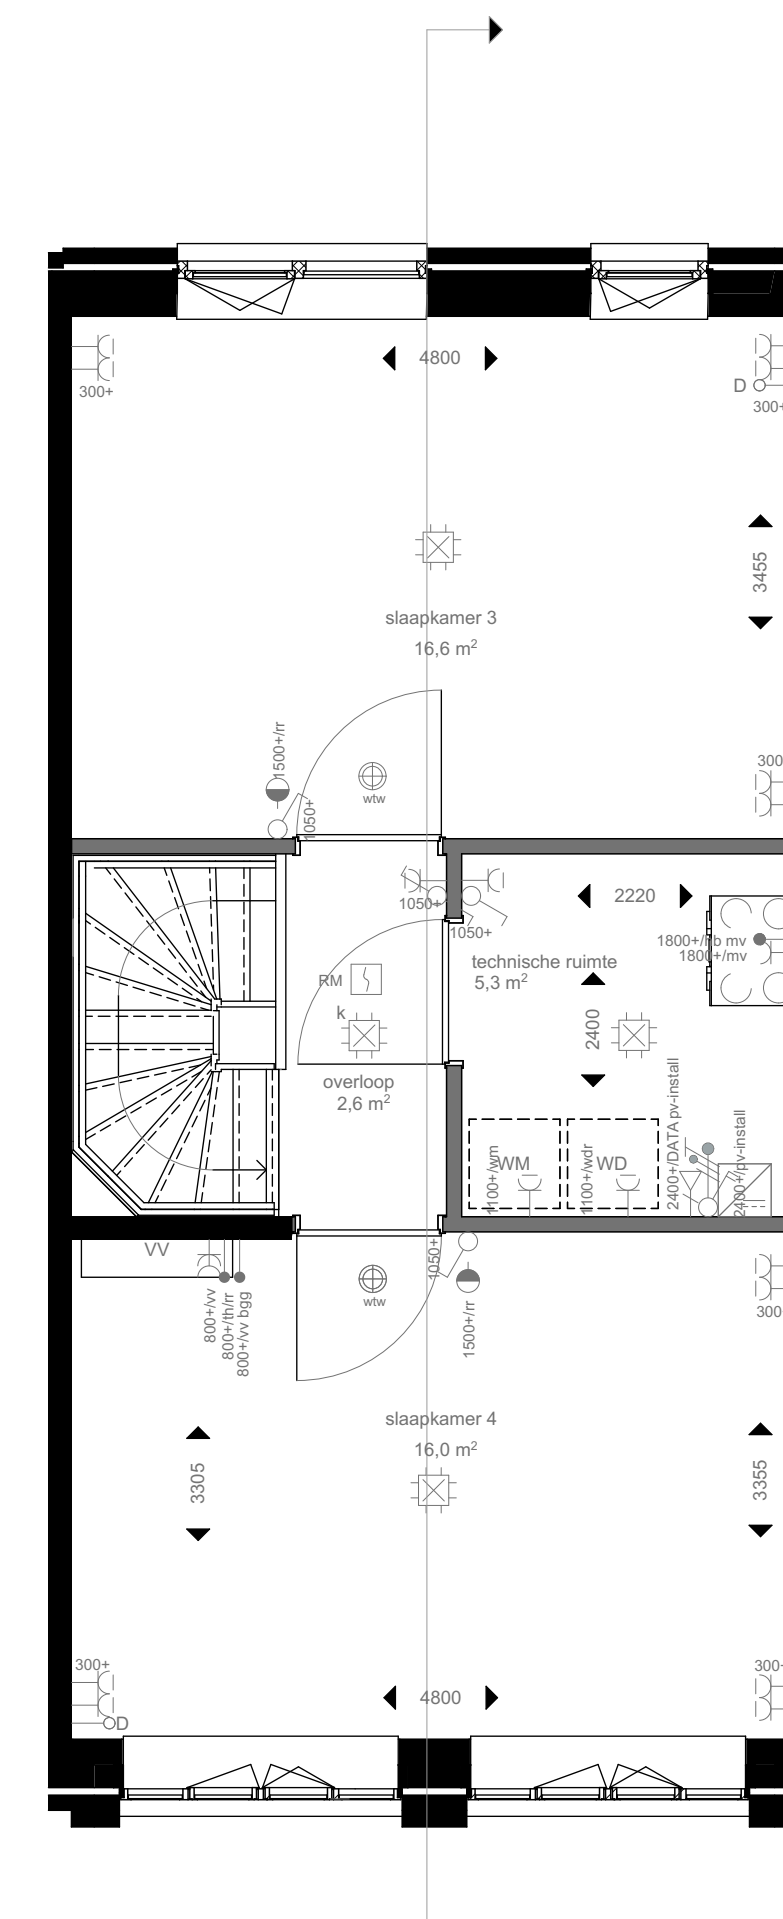 4800
300+
D
300+
3455
slaapkamer 3
16,6 m²
1500+/rr
1050+
wtw
300
1050+
1050+
2220
1800+/hb mv
1800+/mv
technische ruimte
5,3 m²
RM
k
2400
overloop
2,6 m²
WM
1100+/wm
WD
1100+/wdr
2400+/DATA pv-install
2400+/pv-install
VV
800+/vv
800+/th/rr
800+/vv bgg
wtw
1050+
1500+/rr
300
slaapkamer 4
16,0 m²
3305
3355
300+
D
4800
300+